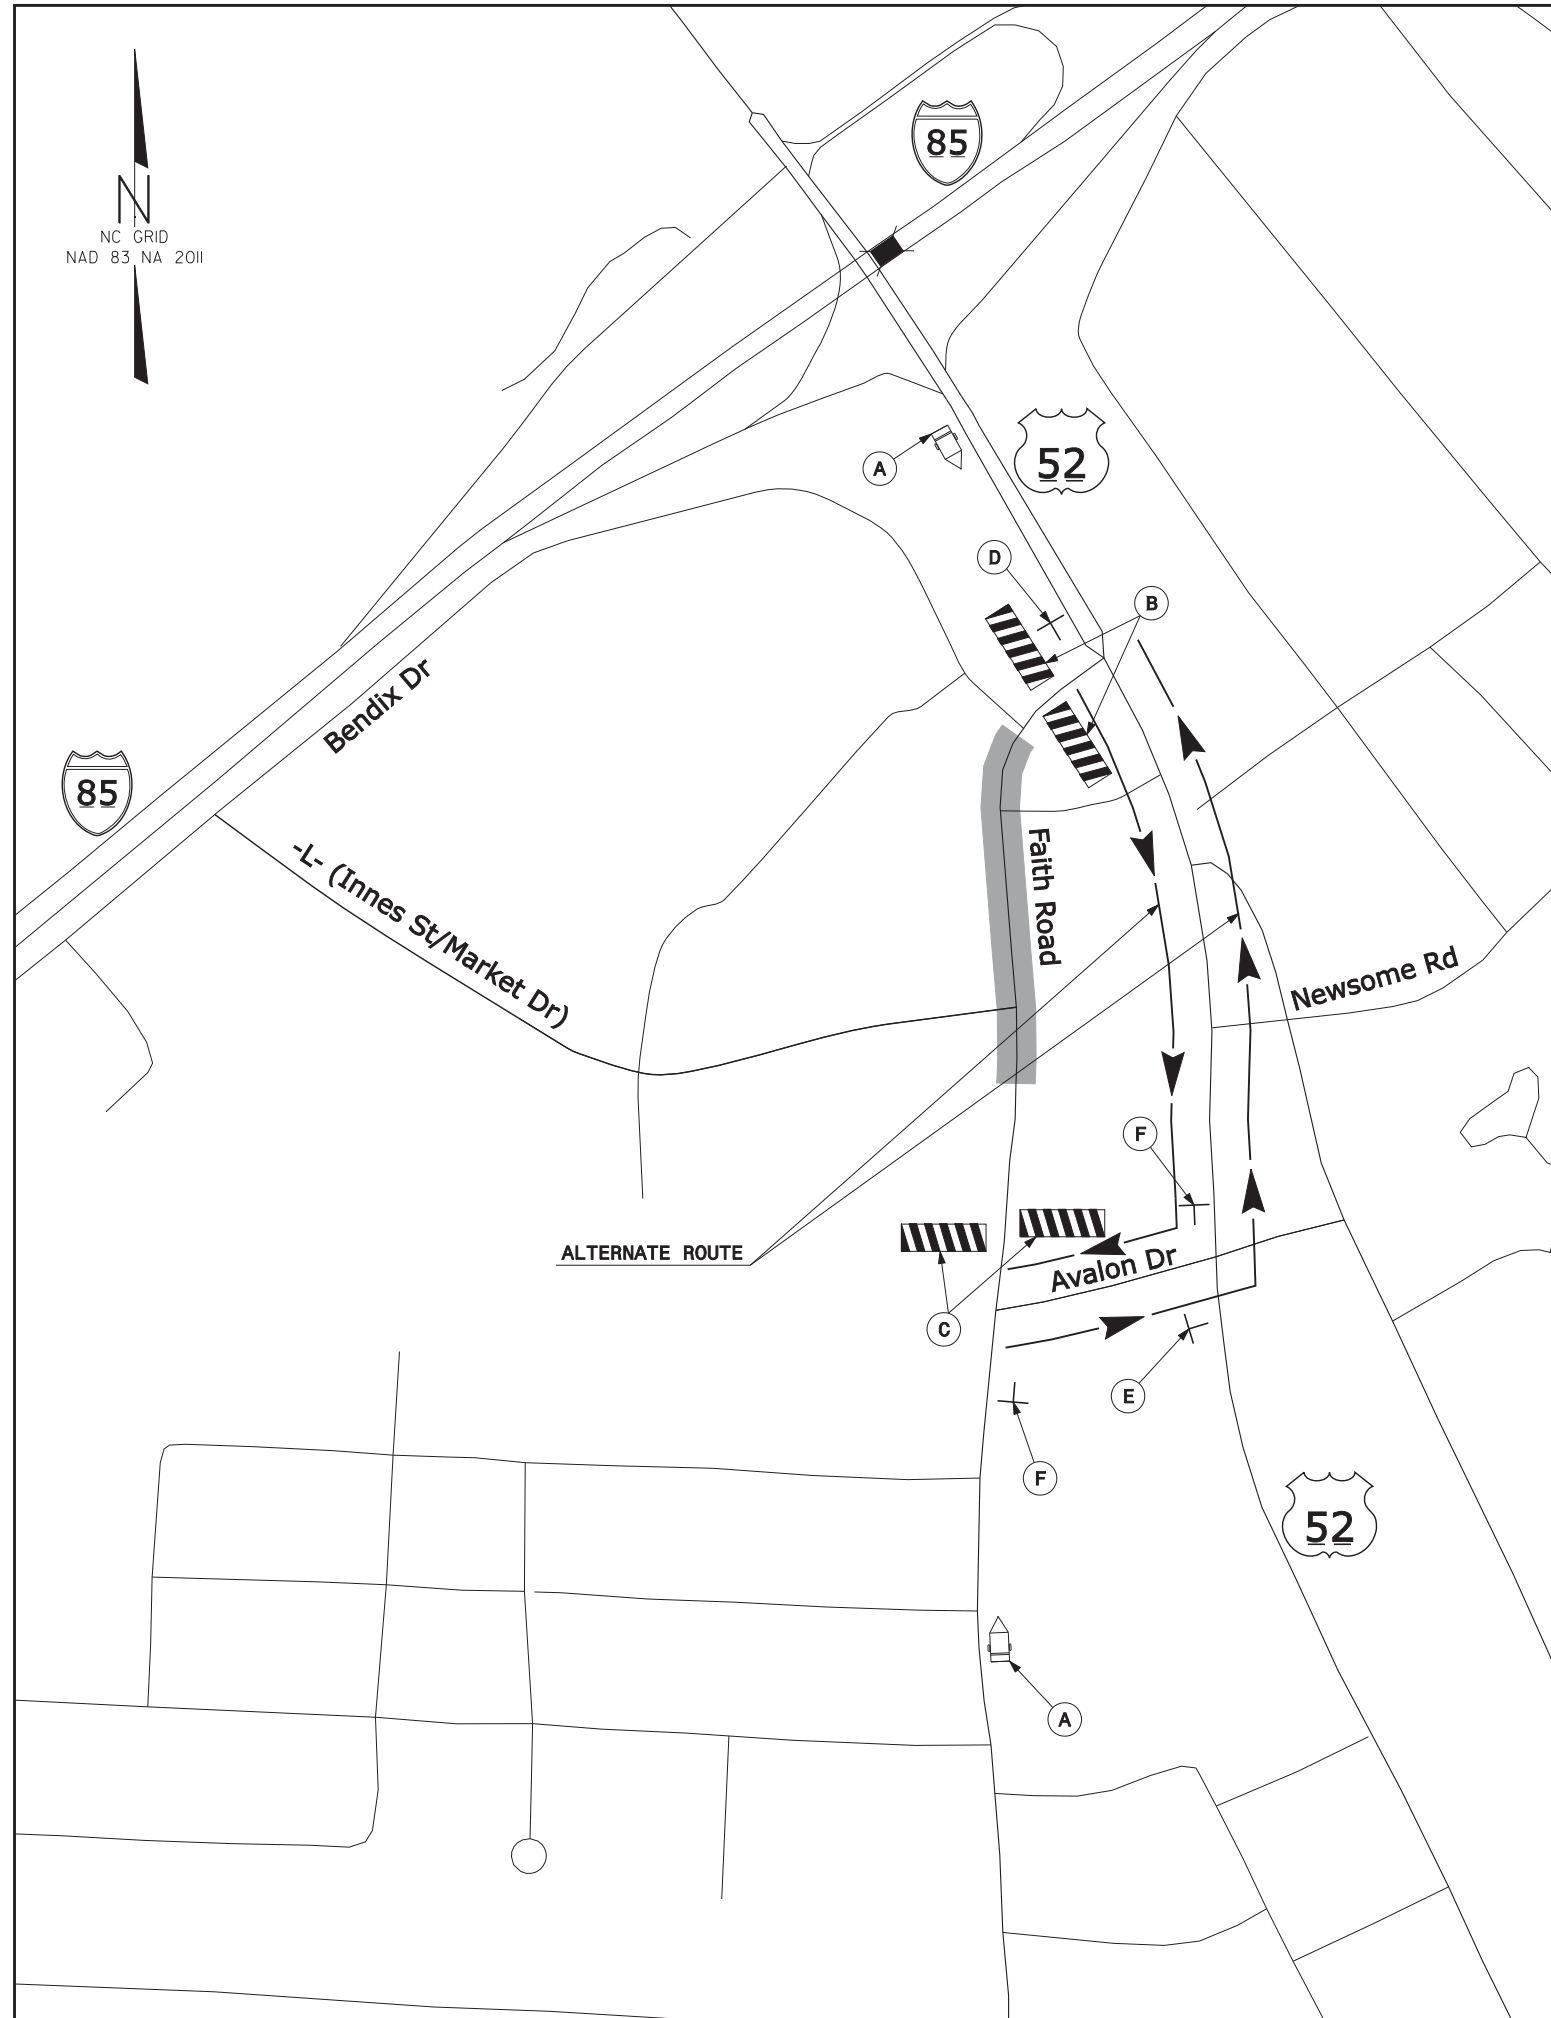 85
N
NC GRID
NAD 83 NA 2011
52
A
D
B
Bendix Dr
85
-L- (Innes St/Market Dr)
Faith Road
Newsome Rd
F
ALTERNATE ROUTE
Avalon Dr
C
E
F
52
A